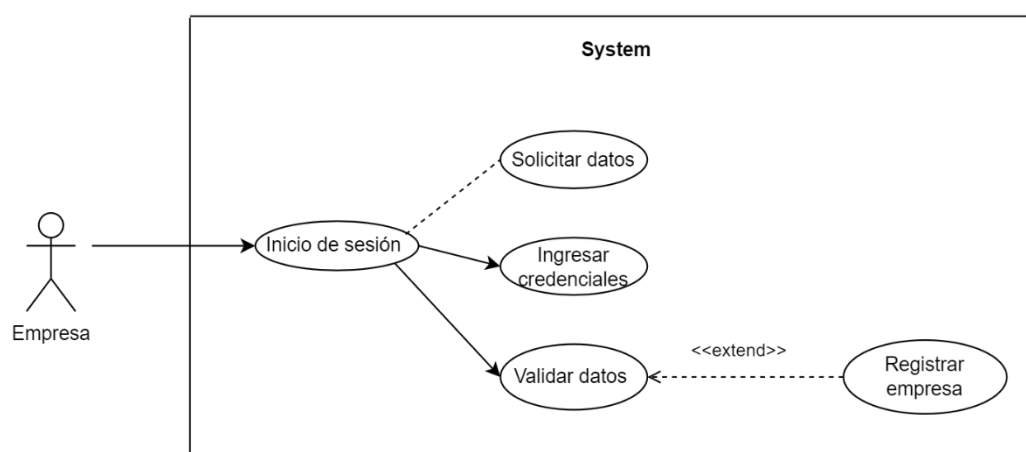 System
Solicitar datos
Inicio de sesión
Ingresar
credenciales
Empresa
Validar datos
<<extend>>
Registrar
empresa